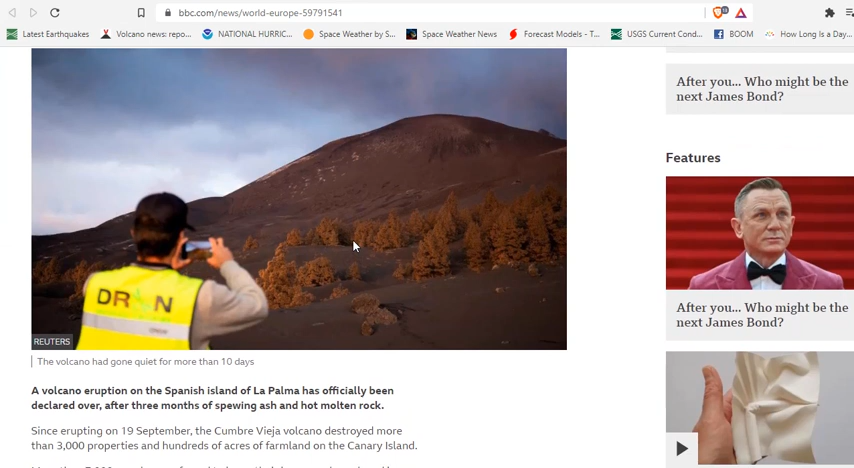 bbc.com/news/world-europe-59791541
Latest Earthquakes
Volcano news: repo...
NATIONAL HURRIC...
Space Weather by S...
Space Weather News
Forecast Models - T...
USGS Current Cond...
BOOM
How Long Is a Day...
DR N
REUTERS
The volcano had gone quiet for more than 10 days
A volcano eruption on the Spanish island of La Palma has officially been
declared over, after three months of spewing ash and hot molten rock.
Since erupting on 19 September, the Cumbre Vieja volcano destroyed more
than 3,000 properties and hundreds of acres of farmland on the Canary Island.
After you... Who might be the
next James Bond?
Features
After you... Who might be the
next James Bond?